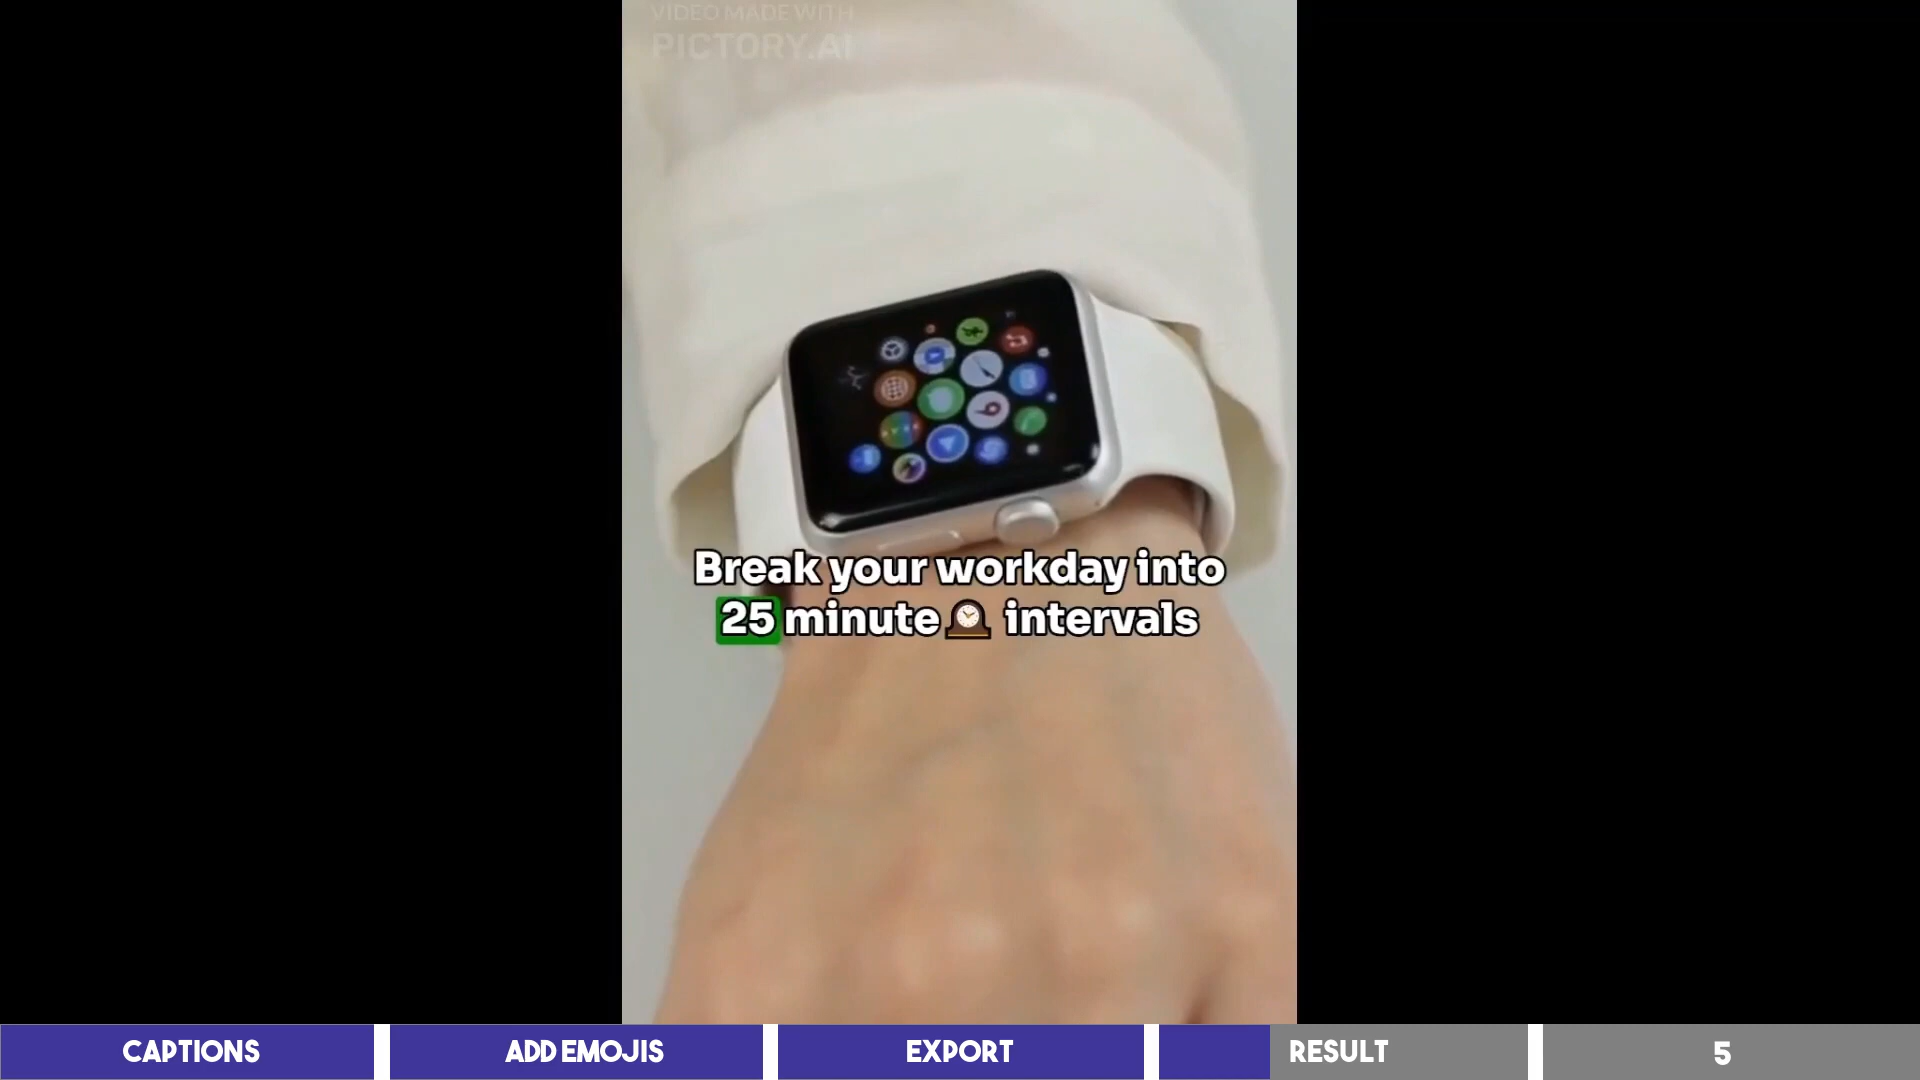 VIDEO MADE WITH
PICTORY.AI
Break your workday into
25 minute🕰️ intervals
CAPTIONS
ADD EMOJIS
EXPORT
RESULT
5